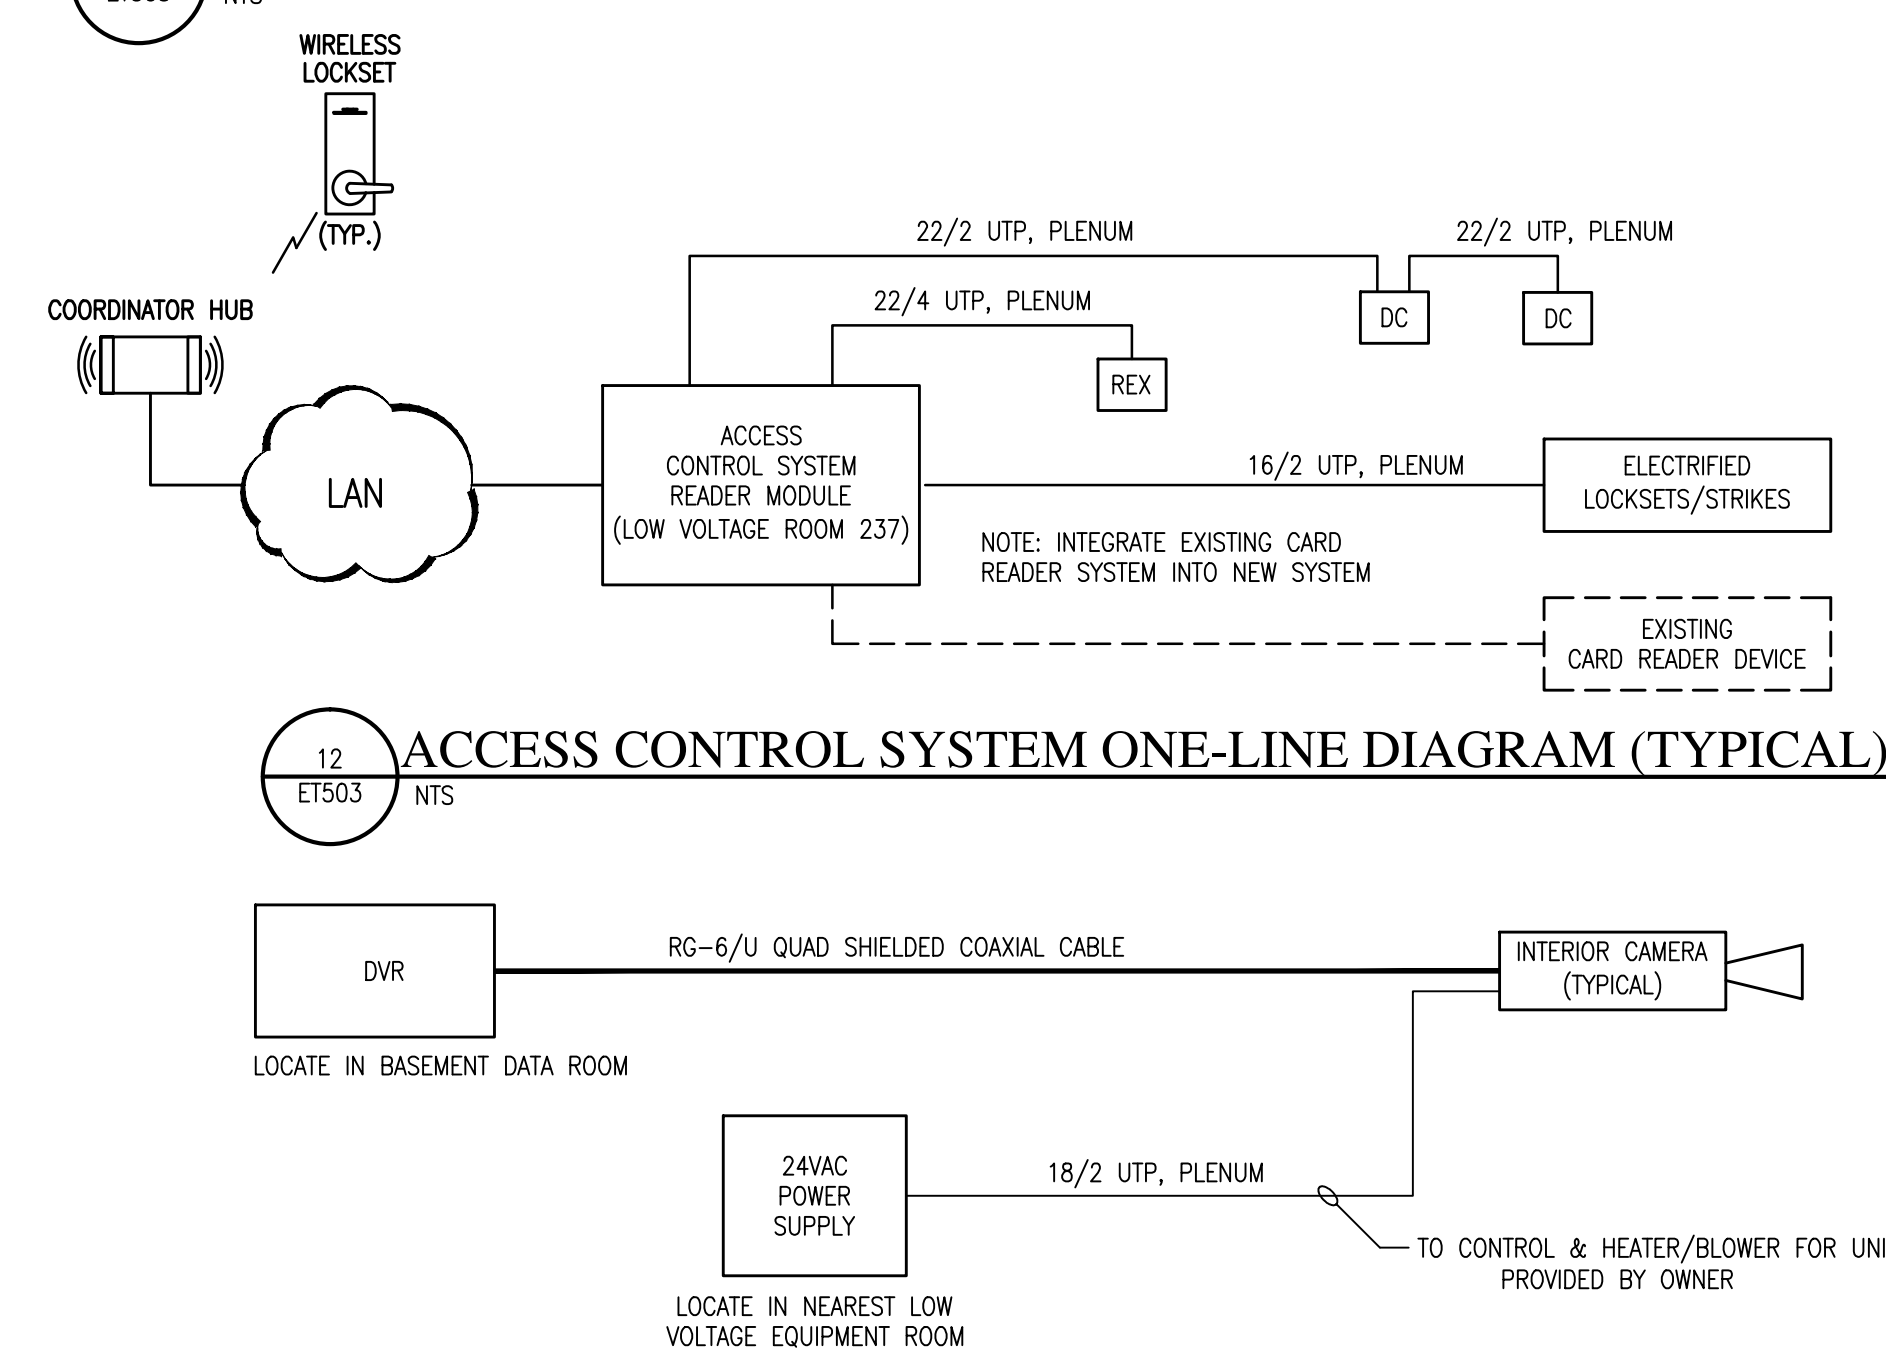 NTS
WIRELESS
LOCKSET
(TYP.)
COORDINATOR HUB
LAN
22/2 UTP, PLENUM
22/2 UTP, PLENUM
22/4 UTP, PLENUM
DC
DC
REX
ACCESS
CONTROL SYSTEM
READER MODULE
(LOW VOLTAGE ROOM 237)
16/2 UTP, PLENUM
ELECTRIFIED
LOCKSETS/STRIKES
NOTE: INTEGRATE EXISTING CARD
READER SYSTEM INTO NEW SYSTEM
EXISTING
CARD READER DEVICE
12
ET503
ACCESS CONTROL SYSTEM ONE-LINE DIAGRAM (TYPICAL)
NTS
DVR
LOCATE IN BASEMENT DATA ROOM
RG-6/U QUAD SHIELDED COAXIAL CABLE
INTERIOR CAMERA
(TYPICAL)
24VAC
POWER
SUPPLY
LOCATE IN NEAREST LOW
VOLTAGE EQUIPMENT ROOM
18/2 UTP, PLENUM
TO CONTROL & HEATER/BLOWER FOR UNI
PROVIDED BY OWNER